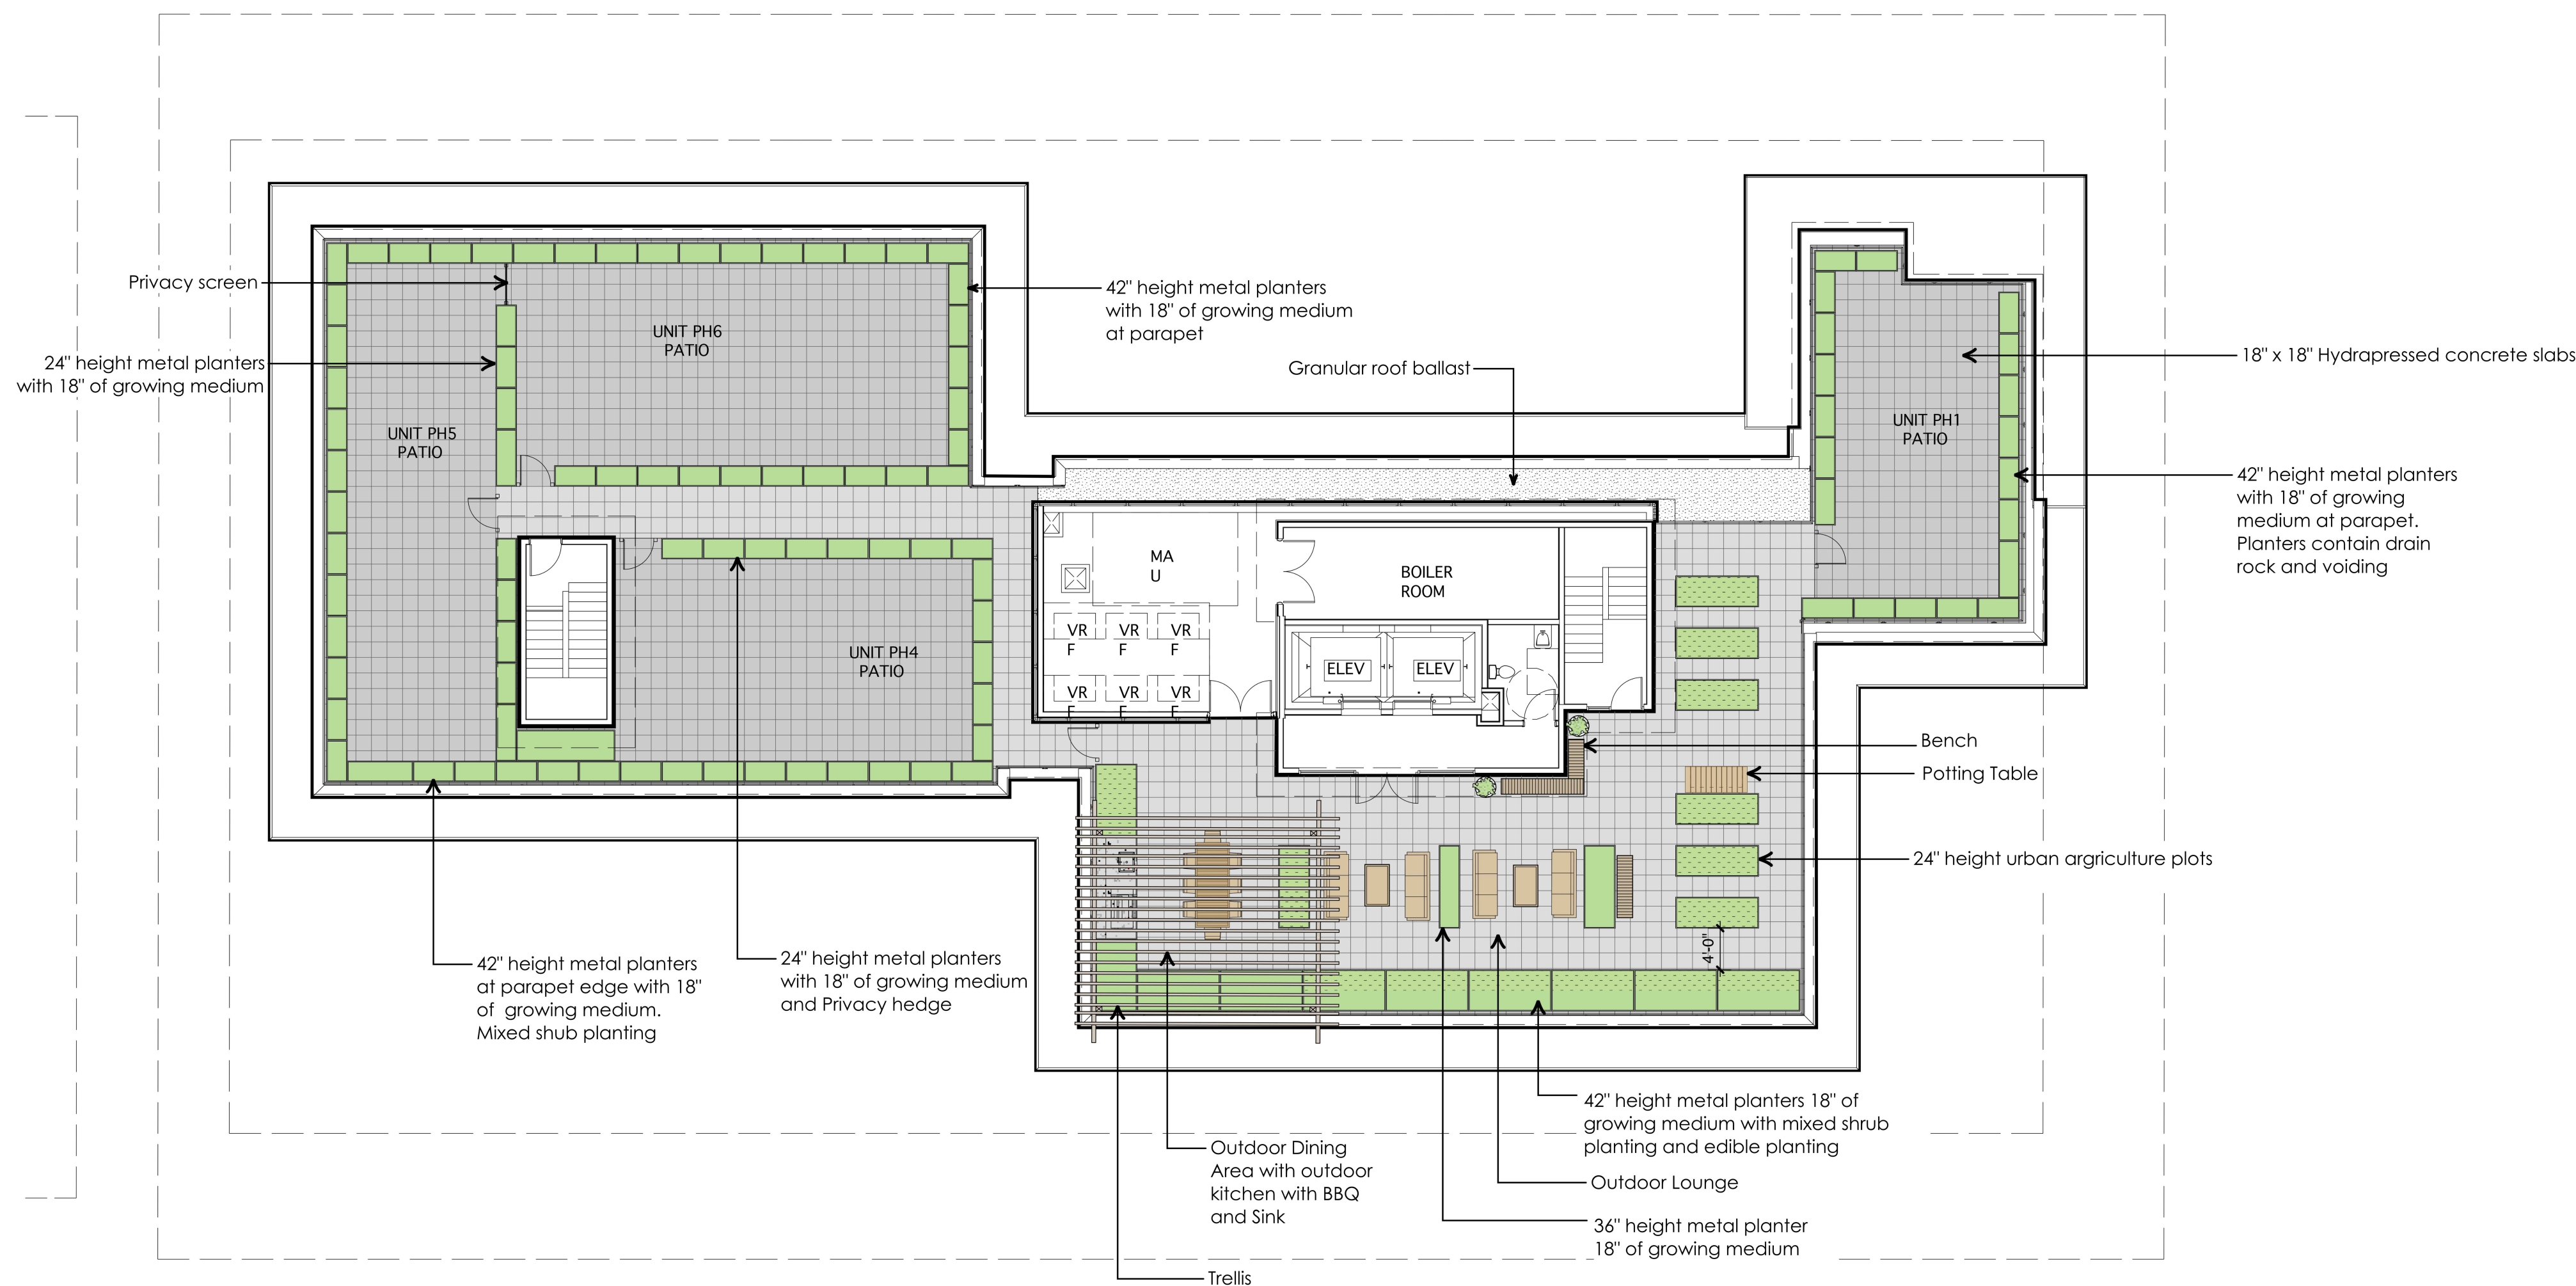 Privacy screen
24" height metal planters
with 18" of growing medium
UNIT PH6
PATIO
UNIT PH5
PATIO
42" height metal planters
with 18" of growing medium
at parapet
Granular roof ballast
18" x 18" Hydrapressed concrete slabs
UNIT PH1
PATIO
42" height metal planters
with 18" of growing
medium at parapet.
Planters contain drain
rock and voiding
MA
U
BOILER
ROOM
VR
F
VR
F
VR
F
VR
F
VR
F
VR
F
ELEV
ELEV
UNIT PH4
PATIO
Bench
Potting Table
24" height urban argriculture plots
4'-0"
42" height metal planters
at parapet edge with 18"
of growing medium.
Mixed shub planting
24" height metal planters
with 18" of growing medium
and Privacy hedge
42" height metal planters 18" of
growing medium with mixed shrub
planting and edible planting
Outdoor Dining
Area with outdoor
kitchen with BBQ
and Sink
Outdoor Lounge
36" height metal planter
18" of growing medium
Trellis